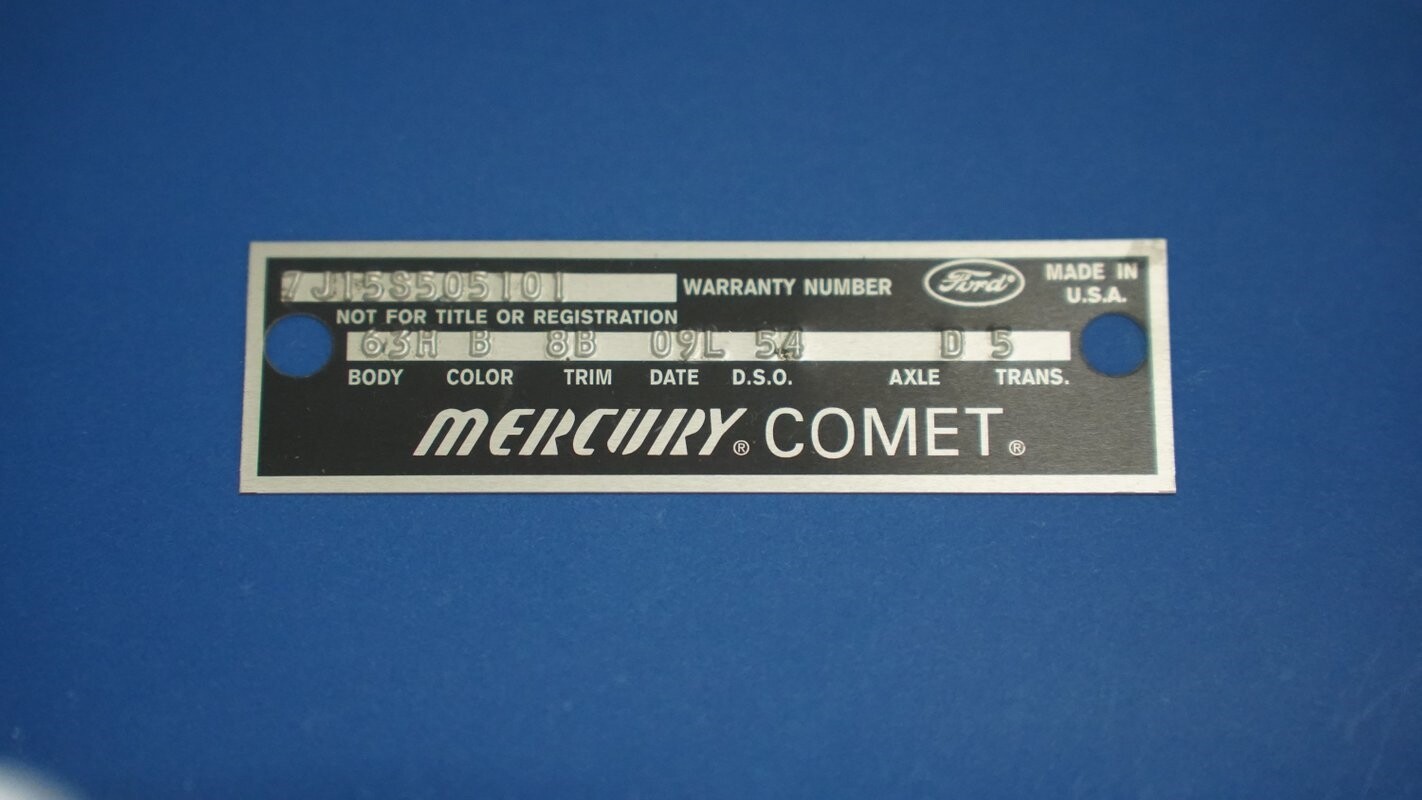 7J15S505101 WARRANTY NUMBER Ford® MADE IN U.S.A.
NOT FOR TITLE OR REGISTRATION
63H B 8B 09L 54 D 5
BODY COLOR TRIM DATE D.S.O. AXLE TRANS.
MERCURY® COMET®